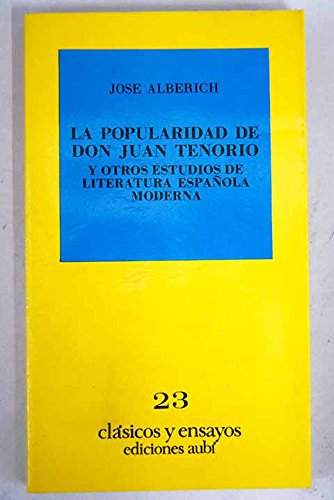 JOSE ALBERICH
LA POPULARIDAD DE
DON JUAN TENORIO
Y OTROS ESTUDIOS DE
LITERATURA ESPAÑOLA
MODERNA
23
clásicos y ensayos
ediciones aubí